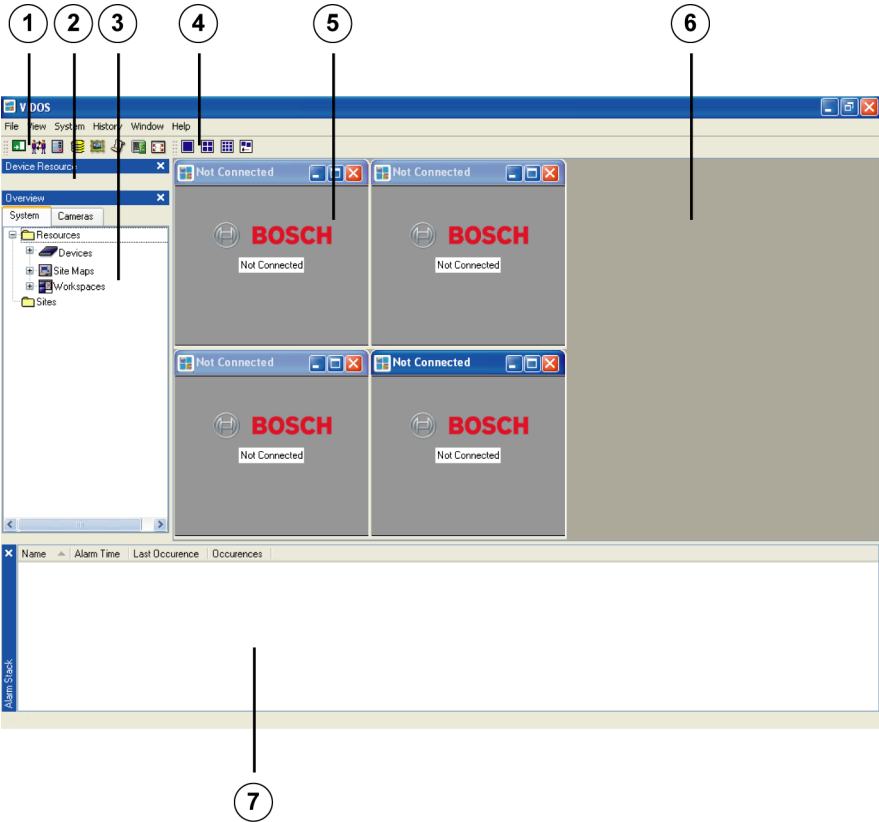 1 2 3 4 5 6
VIDOS
File View System History Window Help
Device Resource
Overview
System Cameras
Resources
Devices
Site Maps
Workspaces
Sites
Not Connected
BOSCH
Not Connected
Not Connected
BOSCH
Not Connected
Not Connected
BOSCH
Not Connected
Not Connected
BOSCH
Not Connected
Name Alarm Time Last Occurence Occurences
Alarm Stack
7